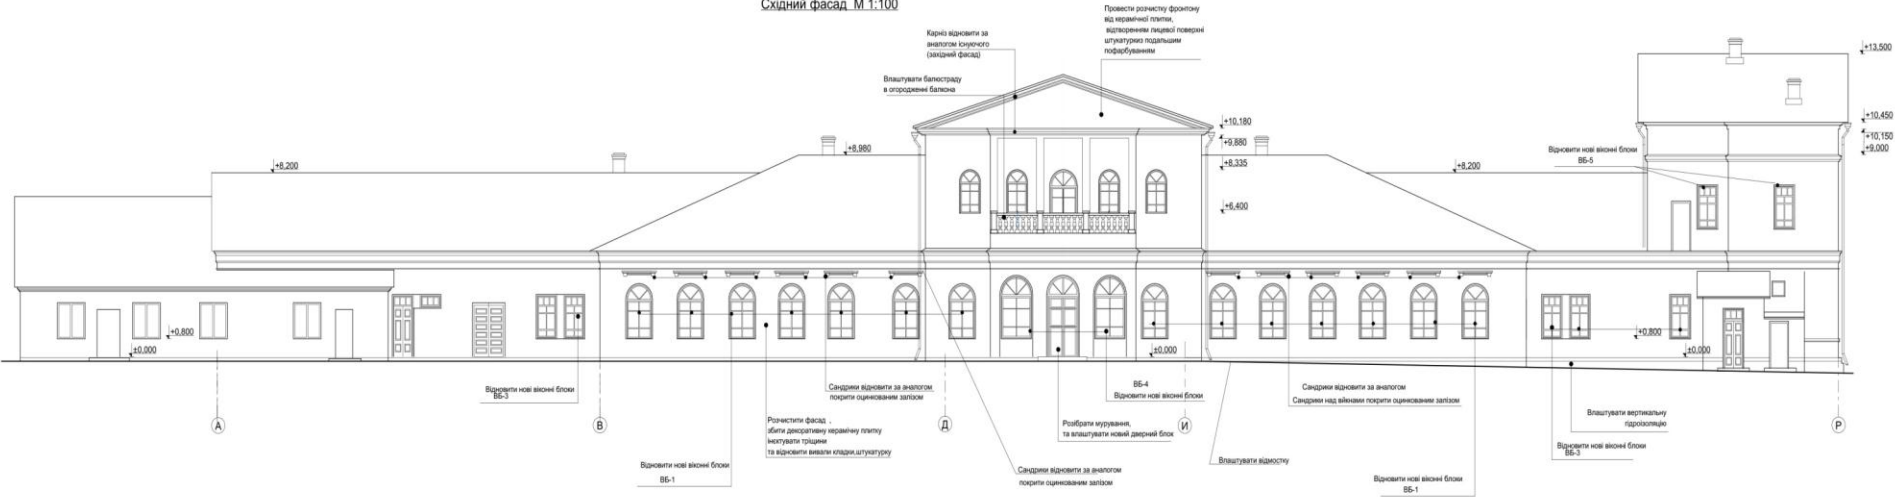 Східний фасад М 1:100
Провести розчистку фронтону
від керамічної плитки,
відтворенням лицевої поверхні
штукатуркиз подальшим
пофарбуванням
Карніз відновити за
аналогом існуючого
(західний фасад)
Влаштувати балюстраду
в огородженні балкона
+13,500
+10,450
+10,150
+9,000
+10,180
+9,880
+8,335
+6,400
+8,980
+8,200
+8,200
Відновити нові віконні блоки
ВБ-5
+0,800
±0,000
±0,000
+0,800
±0,000
Відновити нові віконні блоки
ВБ-3
Сандрики відновити за аналогом
покрити оцинкованим залізом
ВБ-4
Відновити нові віконні блоки
Сандрики відновити за аналогом
Сандрики над вікнами покрити оцинкованим залізом
Влаштувати вертикальну
гідроізоляцію
А
В
Д
И
Р
Розчистити фасад ,
збити декоративну керамічну плитку
інєктувати тріщини
та відновити вивали кладки,штукатурку
Розібрати мурування,
та влаштувати новий дверний блок
Відновити нові віконні блоки
ВБ-3
Влаштувати відмостку
Відновити нові віконні блоки
ВБ-1
Сандрики відновити за аналогом
покрити оцинкованим залізом
Відновити нові віконні блоки
ВБ-1